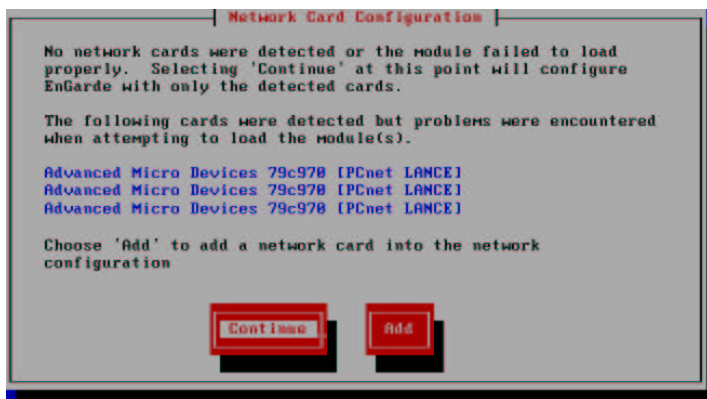 Network Card Configuration
No network cards were detected or the module failed to load
properly. Selecting 'Continue' at this point will configure
EnGarde with only the detected cards.
The following cards were detected but problems were encountered
when attempting to load the module(s).
Advanced Micro Devices 79c970 [PCnet LANCE]
Advanced Micro Devices 79c970 [PCnet LANCE]
Advanced Micro Devices 79c970 [PCnet LANCE]
Choose 'Add' to add a network card into the network
configuration
Continue Add